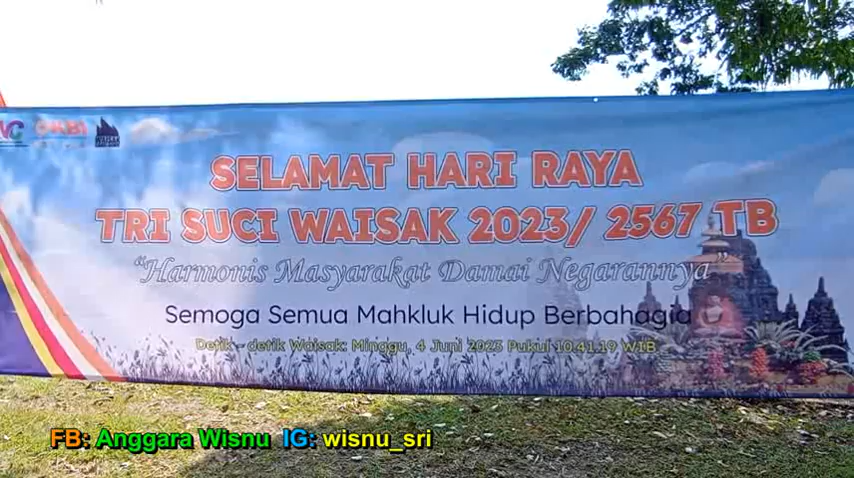 SELAMAT HARI RAYA
TRI SUCI WAISAK 2023/ 2567 TB
"Harmonis Masyarakat Damai Negarannya"
Semoga Semua Mahkluk Hidup Berbahagia
Detik - detik Waisak: Minggu, 4 Juni 2023 Pukul 10.41.19 WIB
FB: Anggara Wisnu IG: wisnu_sri